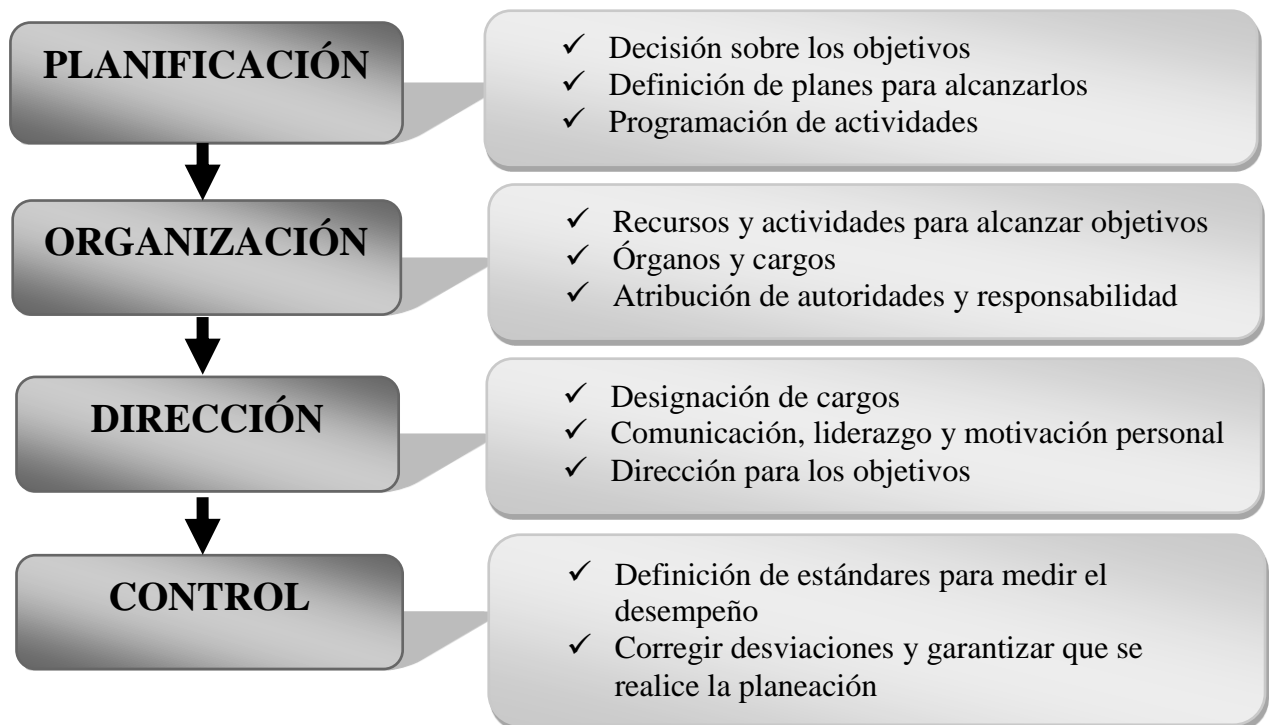 PLANIFICACIÓN
✓ Decisión sobre los objetivos
✓ Definición de planes para alcanzarlos
✓ Programación de actividades
ORGANIZACIÓN
✓ Recursos y actividades para alcanzar objetivos
✓ Órganos y cargos
✓ Atribución de autoridades y responsabilidad
DIRECCIÓN
✓ Designación de cargos
✓ Comunicación, liderazgo y motivación personal
✓ Dirección para los objetivos
CONTROL
✓ Definición de estándares para medir el
desempeño
✓ Corregir desviaciones y garantizar que se
realice la planeación